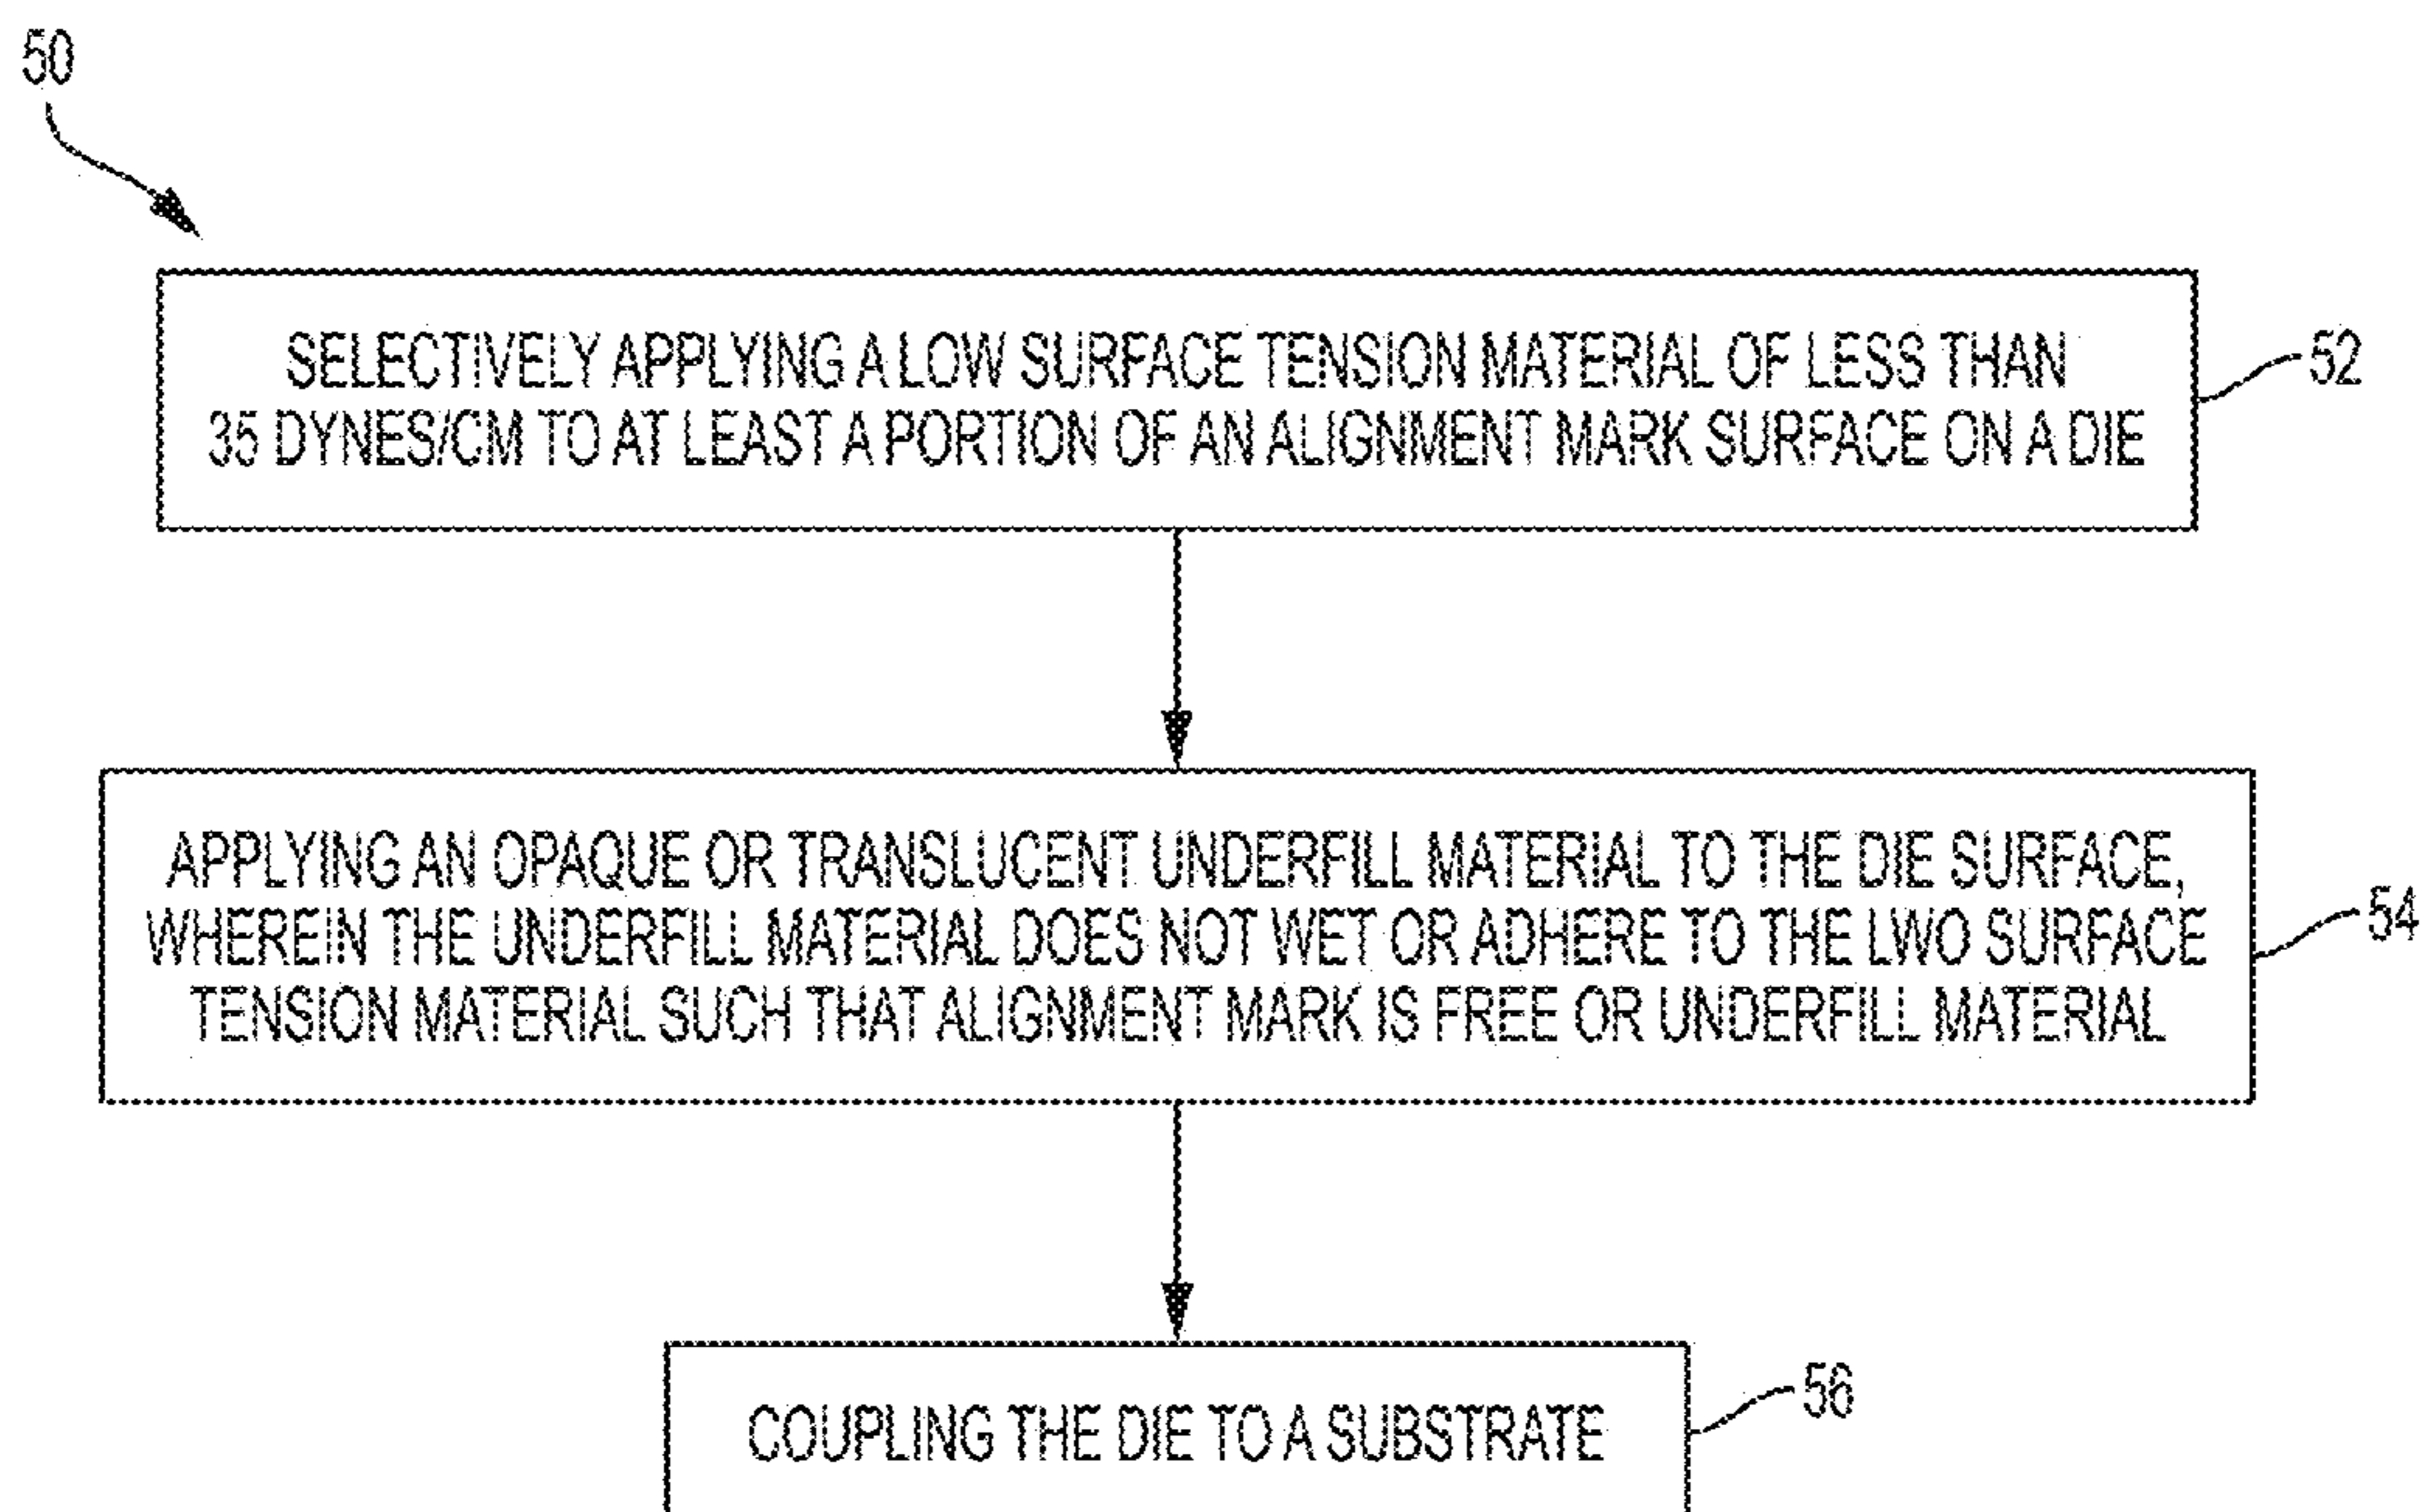 50
SELECTIVELY APPLYING A LOW SURFACE TENSION MATERIAL OF LESS THAN
35 DYNES/CM TO AT LEAST A PORTION OF AN ALIGNMENT MARK SURFACE ON A DIE
52
APPLYING AN OPAQUE OR TRANSLUCENT UNDERFILL MATERIAL TO THE DIE SURFACE,
WHEREIN THE UNDERFILL MATERIAL DOES NOT WET OR ADHERE TO THE LWO SURFACE
TENSION MATERIAL SUCH THAT ALIGNMENT MARK IS FREE OR UNDERFILL MATERIAL
54
COUPLING THE DIE TO A SUBSTRATE
56